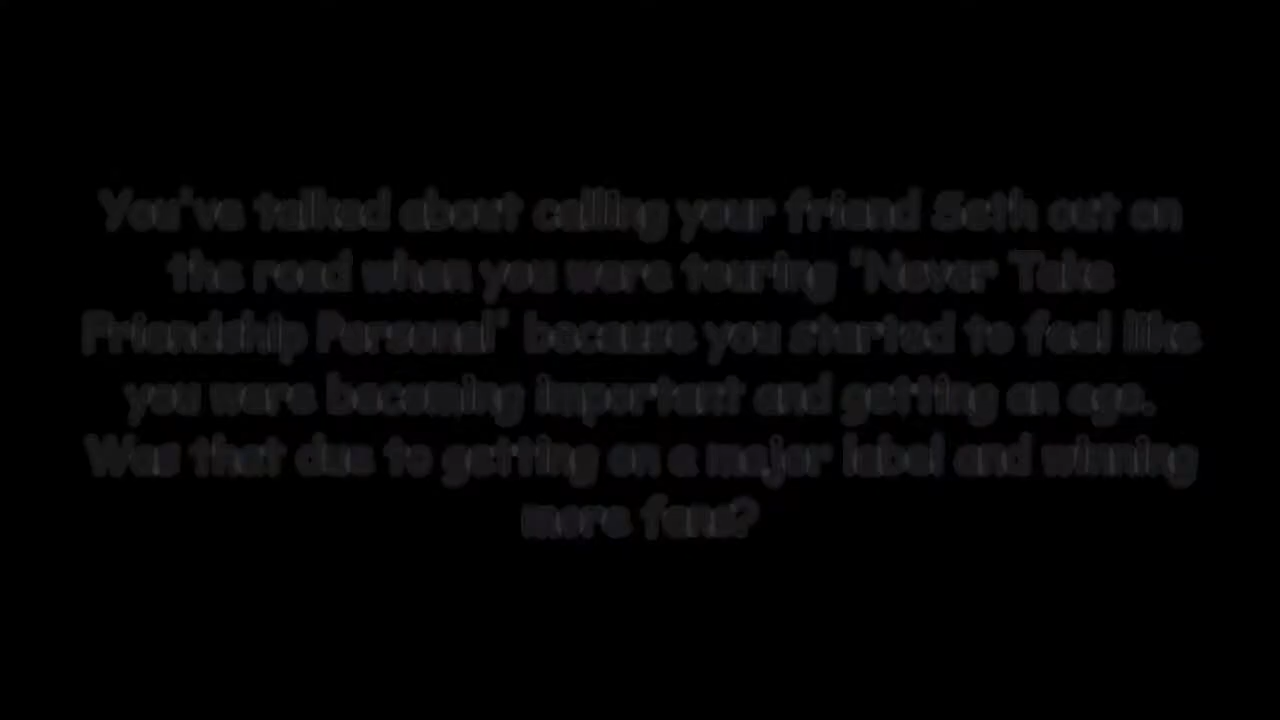 You've talked about calling your friend Seth out on
the road when you were touring 'Never Take
Friendship Personal' because you started to feel like
you were becoming important and getting an ego.
Was that due to getting on a major label and winning
more fans?